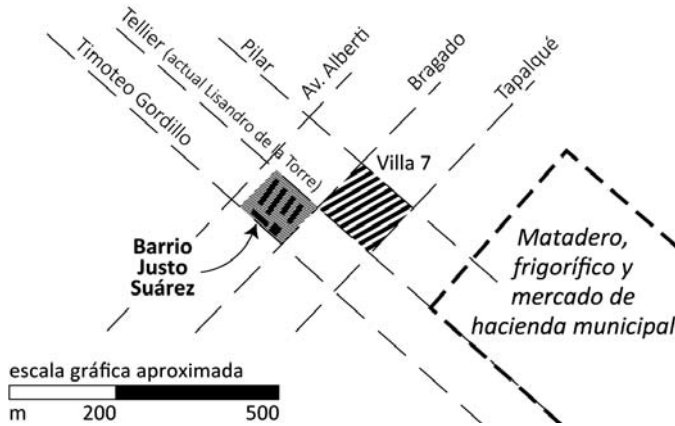 Timoteo Gordillo
Tellier (actual Lisandro de la Torre)
Pilar
Av. Alberti
Bragado
Tapalqué
Villa 7
Barrio
Justo
Suárez
Matadero,
frigorífico y
mercado de
hacienda municipal
escala gráfica aproximada
m 200 500